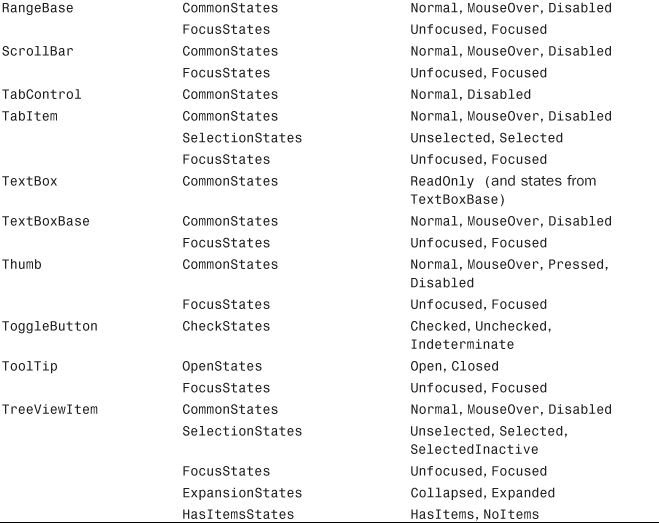 RangeBase CommonStates Normal, MouseOver, Disabled
FocusStates Unfocused, Focused
ScrollBar CommonStates Normal, MouseOver, Disabled
FocusStates Unfocused, Focused
TabControl CommonStates Normal, Disabled
TabItem CommonStates Normal, MouseOver, Disabled
SelectionStates Unselected, Selected
FocusStates Unfocused, Focused
TextBox CommonStates ReadOnly (and states from
TextBoxBase)
TextBoxBase CommonStates Normal, MouseOver, Disabled
FocusStates Unfocused, Focused
Thumb CommonStates Normal, MouseOver, Pressed,
Disabled
FocusStates Unfocused, Focused
ToggleButton CheckStates Checked, Unchecked,
Indeterminate
ToolTip OpenStates Open, Closed
FocusStates Unfocused, Focused
TreeViewItem CommonStates Normal, MouseOver, Disabled
SelectionStates Unselected, Selected,
SelectedInactive
FocusStates Unfocused, Focused
ExpansionStates Collapsed, Expanded
HasItemsStates HasItems, NoItems